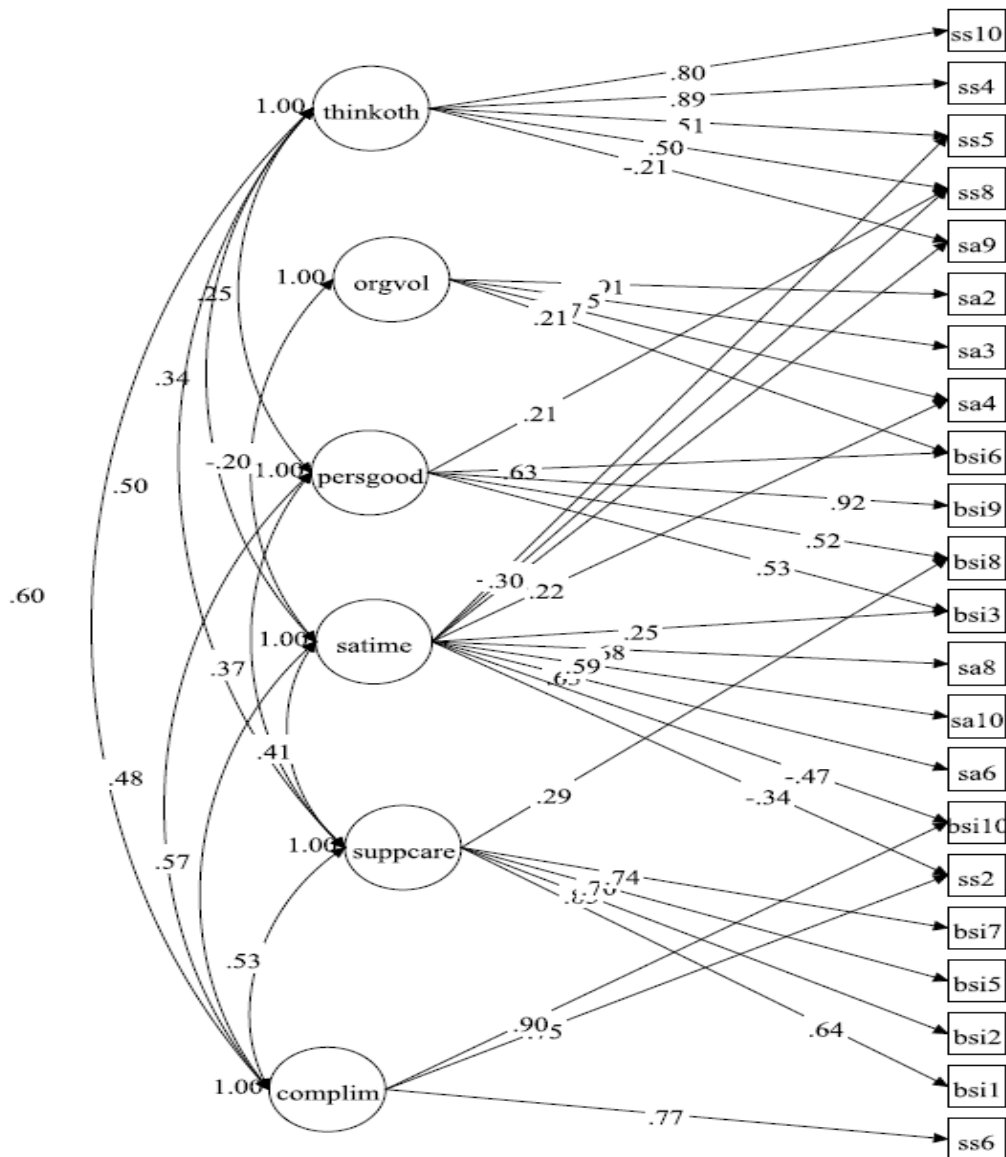 ss10
.80
ss4
.89
1.00
thinkoth
.51
ss5
.50
ss8
-.21
sa9
1.00
orgvol
.91
sa2
.25
.21
sa3
.34
sa4
.21
-.20
1.00
persgood
.63
bsi6
.50
.92
bsi9
.52
bsi8
.53
-.30
.22
.60
bsi3
1.00
satime
.25
.37
.59
sa8
sa10
.41
sa6
.48
.29
-.47
-.34
bsi10
1.00
suppcare
.57
.74
ss2
bsi7
.53
bsi5
.90
.64
bsi2
1.00
complim
bsi1
.77
ss6